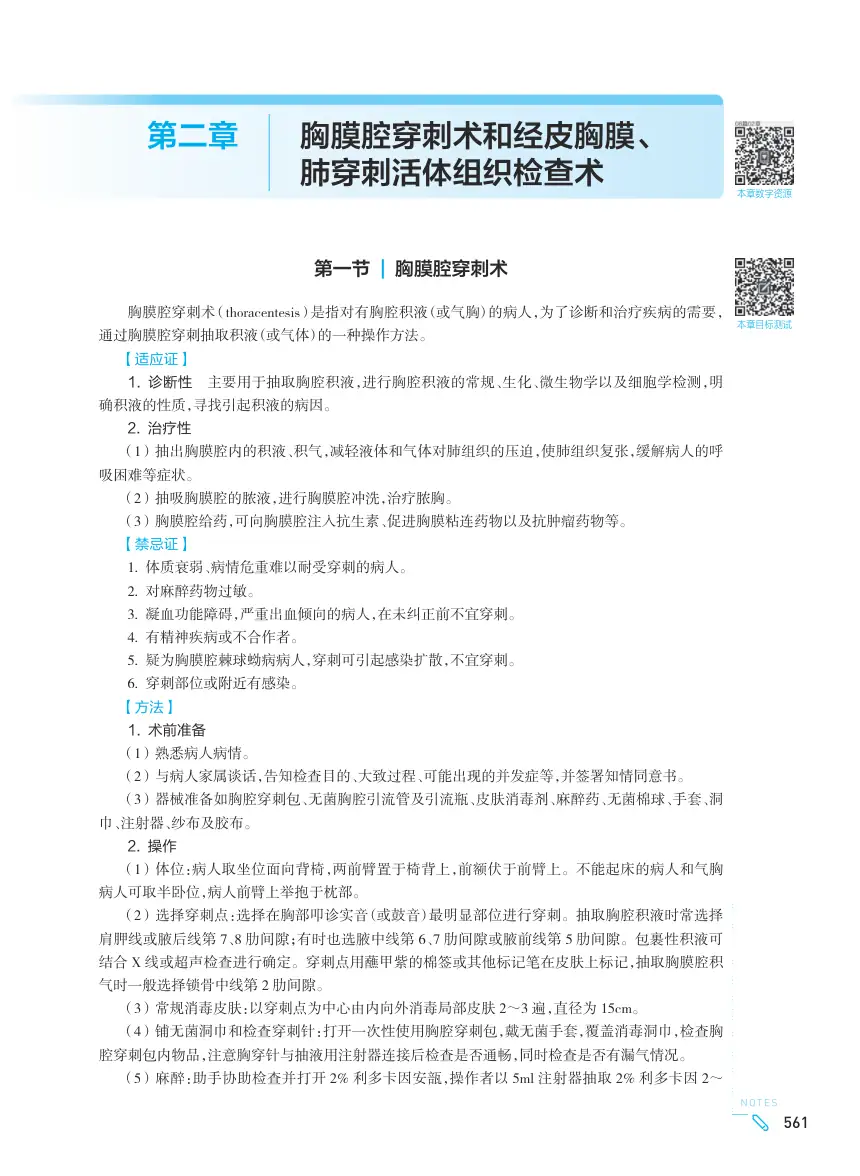 第二章
胸膜腔穿刺术和经皮胸膜、
肺穿刺活体组织检查术
本章数字资源
第一节 | 胸膜腔穿刺术
本章目标测试
胸膜腔穿刺术(thoracentesis)是指对有胸腔积液(或气胸)的病人,为了诊断和治疗疾病的需要,
通过胸膜腔穿刺抽取积液(或气体)的一种操作方法。
【适应证】
1. 诊断性 主要用于抽取胸腔积液,进行胸腔积液的常规、生化、微生物学以及细胞学检测,明
确积液的性质,寻找引起积液的病因。
2. 治疗性
(1)抽出胸膜腔内的积液、积气,减轻液体和气体对肺组织的压迫,使肺组织复张,缓解病人的呼
吸困难等症状。
(2)抽吸胸膜腔的脓液,进行胸膜腔冲洗,治疗脓胸。
(3)胸膜腔给药,可向胸膜腔注入抗生素、促进胸膜粘连药物以及抗肿瘤药物等。
【禁忌证】
1. 体质衰弱、病情危重难以耐受穿刺的病人。
2. 对麻醉药物过敏。
3. 凝血功能障碍,严重出血倾向的病人,在未纠正前不宜穿刺。
4. 有精神疾病或不合作者。
5. 疑为胸膜腔棘球蚴病病人,穿刺可引起感染扩散,不宜穿刺。
6. 穿刺部位或附近有感染。
【方法】
1. 术前准备
(1)熟悉病人病情。
(2)与病人家属谈话,告知检查目的、大致过程、可能出现的并发症等,并签署知情同意书。
(3)器械准备如胸腔穿刺包、无菌胸腔引流管及引流瓶、皮肤消毒剂、麻醉药、无菌棉球、手套、洞
巾、注射器、纱布及胶布。
2. 操作
(1)体位:病人取坐位面向背椅,两前臂置于椅背上,前额伏于前臂上。不能起床的病人和气胸
病人可取半卧位,病人前臂上举抱于枕部。
(2)选择穿刺点:选择在胸部叩诊实音(或鼓音)最明显部位进行穿刺。抽取胸腔积液时常选择
肩胛线或腋后线第 7、8 肋间隙;有时也选腋中线第 6、7 肋间隙或腋前线第 5 肋间隙。包裹性积液可
结合 X 线或超声检查进行确定。穿刺点用蘸甲紫的棉签或其他标记笔在皮肤上标记,抽取胸膜腔积
气时一般选择锁骨中线第 2 肋间隙。
(3)常规消毒皮肤:以穿刺点为中心由内向外消毒局部皮肤 2~3 遍,直径为 15cm。
(4)铺无菌洞巾和检查穿刺针:打开一次性使用胸腔穿刺包,戴无菌手套,覆盖消毒洞巾,检查胸
腔穿刺包内物品,注意胸穿针与抽液用注射器连接后检查是否通畅,同时检查是否有漏气情况。
(5)麻醉:助手协助检查并打开 2% 利多卡因安瓿,操作者以 5ml 注射器抽取 2% 利多卡因 2~
NOTES
561